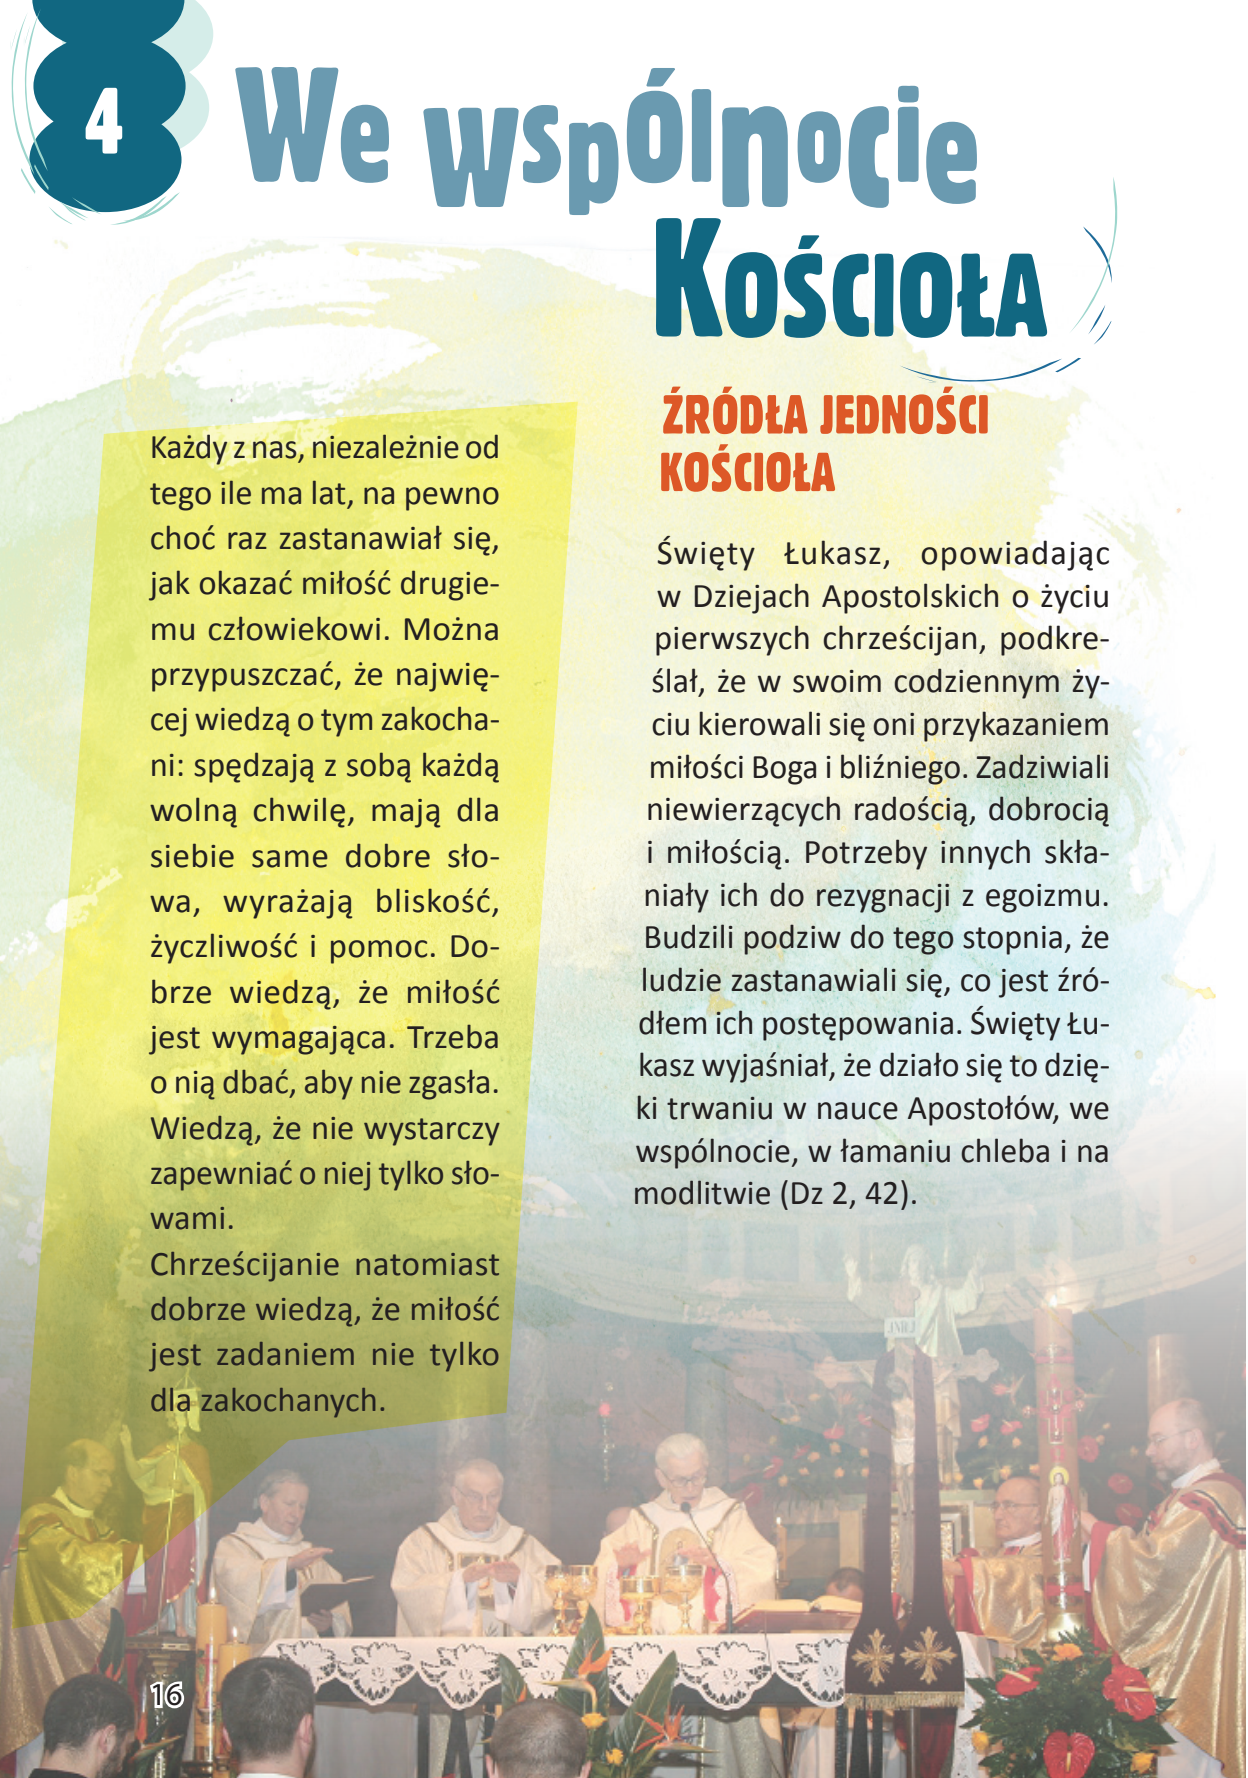 4
We wspólnocie
KOŚCIOŁA
Każdy z nas, niezależnie od
tego ile ma lat, na pewno
choć raz zastanawiał się,
jak okazać miłość drugie-
mu człowiekowi. Można
przypuszczać, że najwię-
cej wiedzą o tym zakocha-
ni: spędzają z sobą każdą
wolną chwilę, mają dla
siebie same dobre sło-
wa, wyrażają bliskość,
życzliwość i pomoc. Do-
brze wiedzą, że miłość
jest wymagająca. Trzeba
o nią dbać, aby nie zgasła.
Wiedzą, że nie wystarczy
zapewniać o niej tylko sło-
wami.
Chrześcijanie natomiast
dobrze wiedzą, że miłość
jest zadaniem nie tylko
dla zakochanych.
ŹRÓDŁA JEDNOŚCI
KOŚCIOŁA
Święty Łukasz, opowiadając
w Dziejach Apostolskich o życiu
pierwszych chrześcijan, podkre-
ślał, że w swoim codziennym ży-
ciu kierowali się oni przykazaniem
miłości Boga i bliźniego. Zadziwiali
niewierzących radością, dobrocią
i miłością. Potrzeby innych skła-
niały ich do rezygnacji z egoizmu.
Budzili podziw do tego stopnia, że
ludzie zastanawiali się, co jest źró-
dłem ich postępowania. Święty Łu-
kasz wyjaśniał, że działo się to dzię-
ki trwaniu w nauce Apostołów, we
wspólnocie, w łamaniu chleba i na
modlitwie (Dz 2, 42).
JNRJ
16